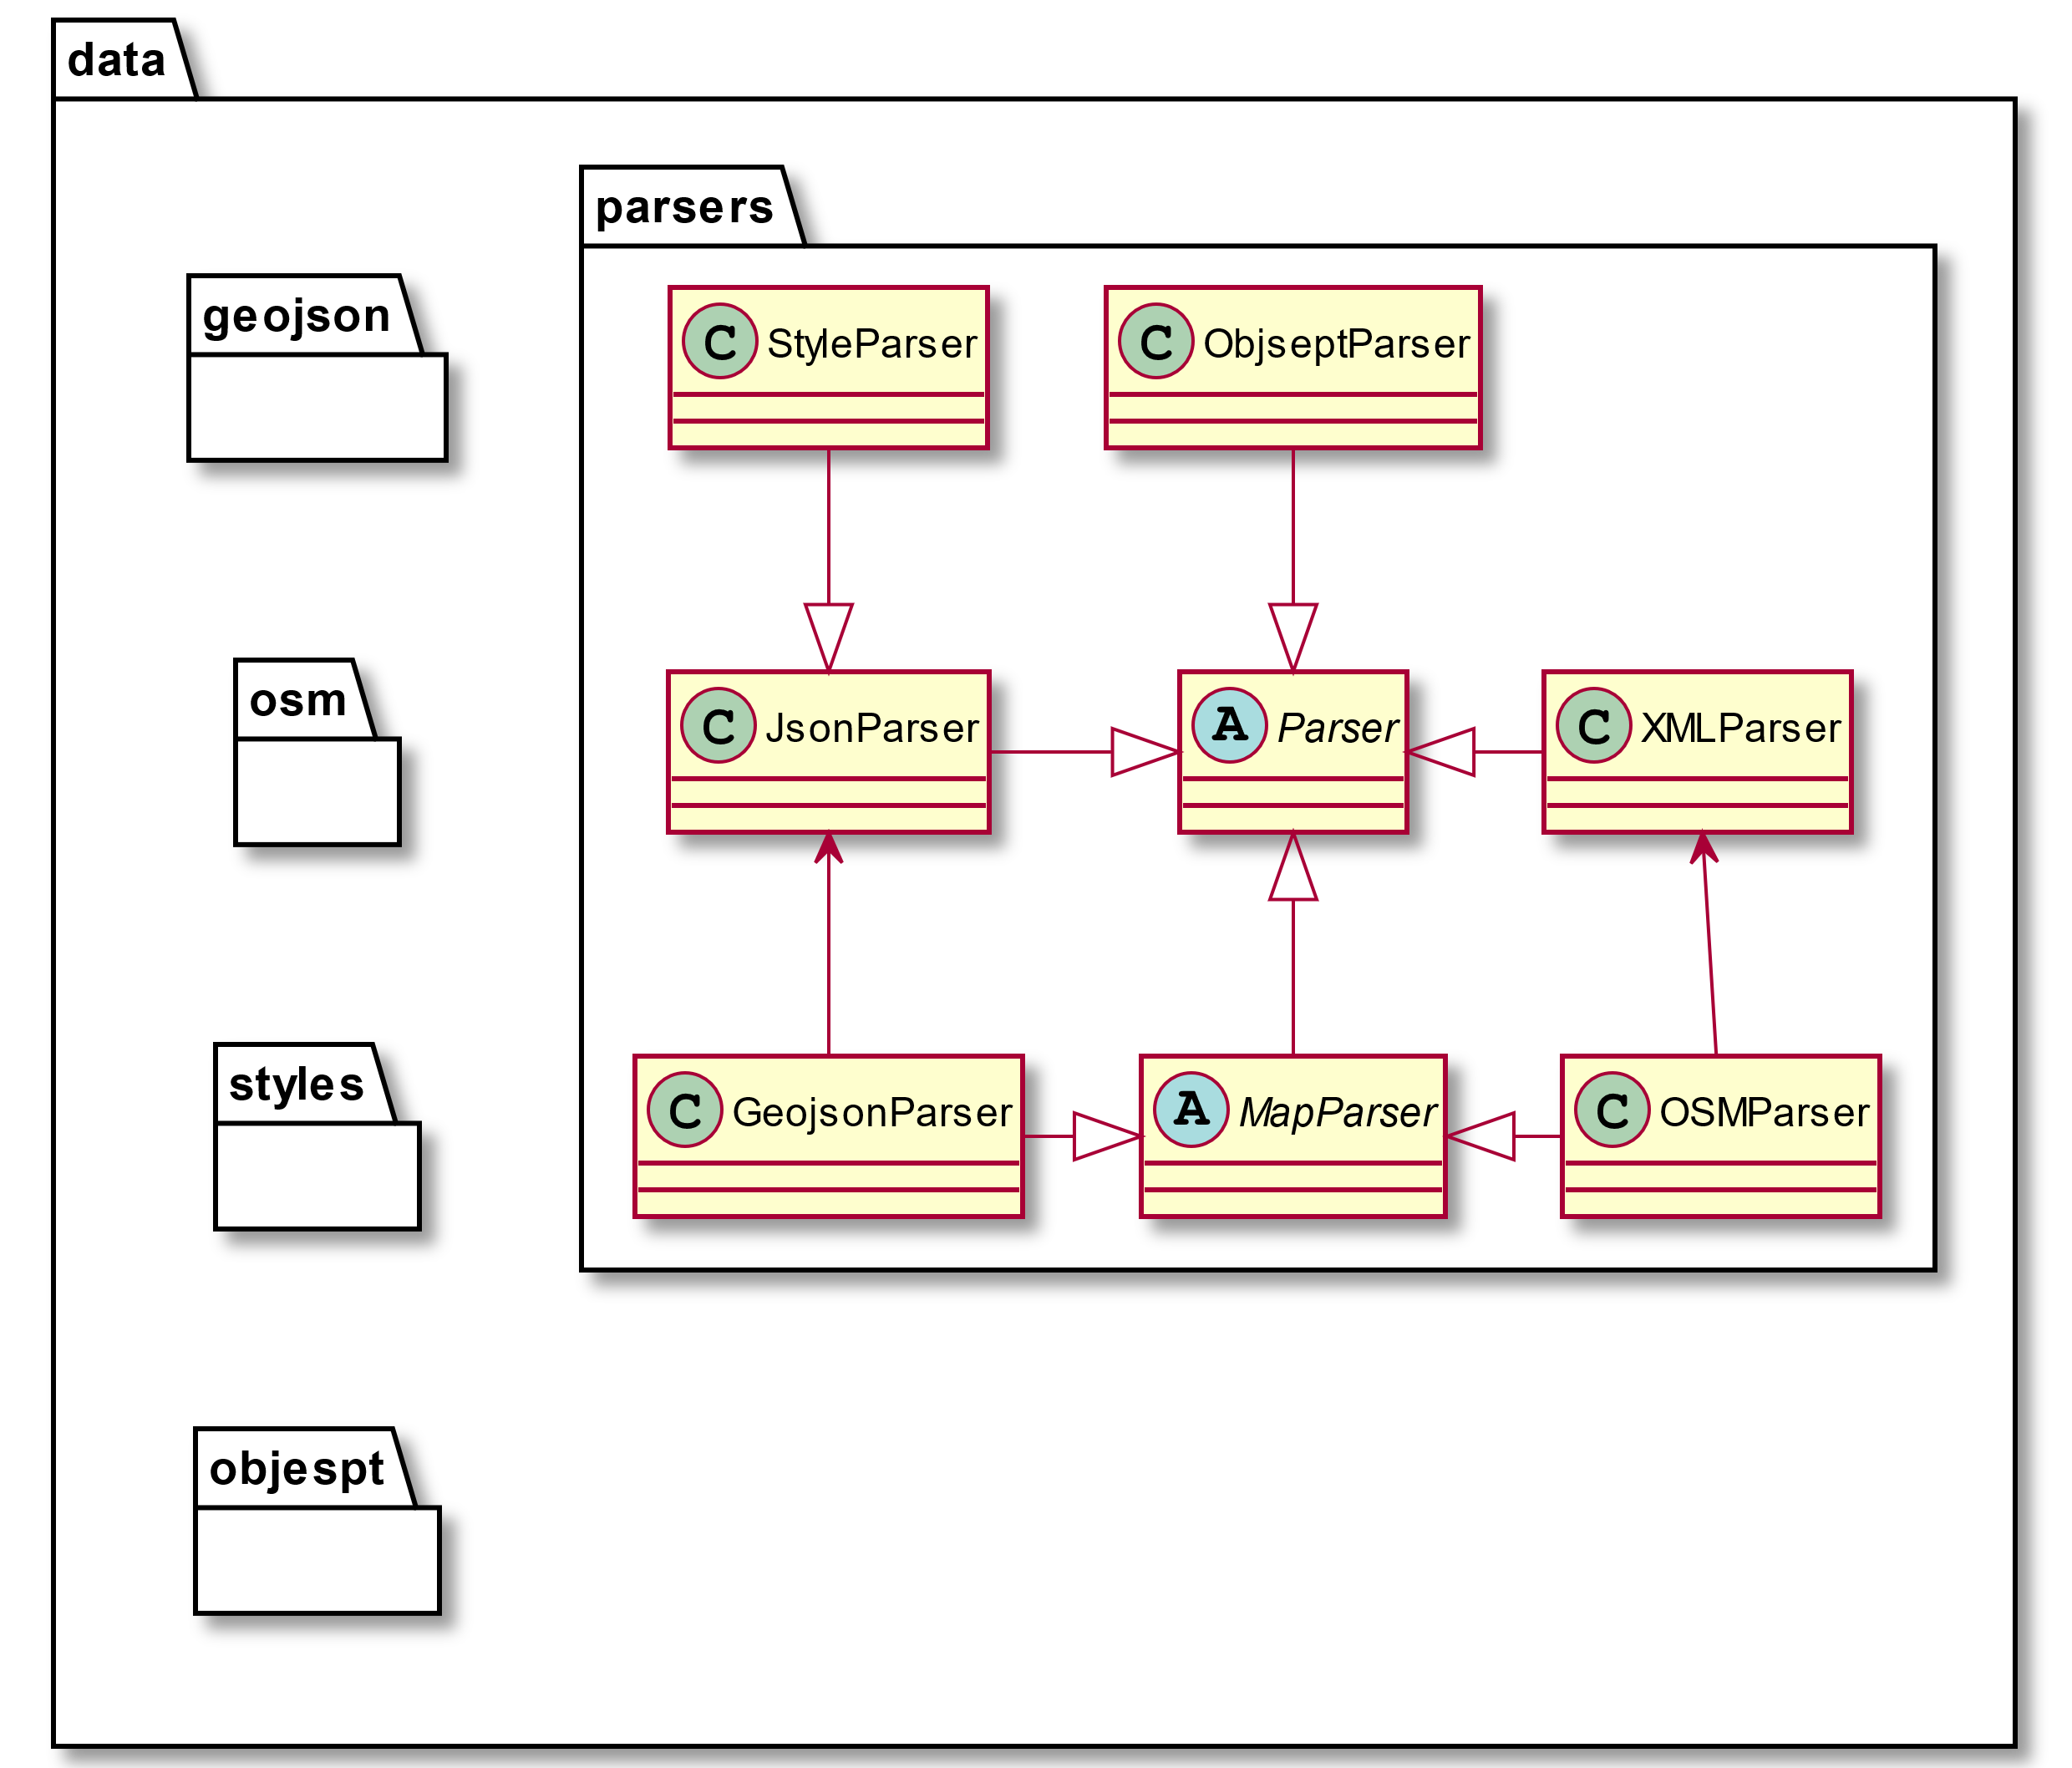 data
parsers
geojson
C StyleParser
C ObjseptParser
osm
C JsonParser
A Parser
C XMLParser
styles
C GeojsonParser
A MapParser
C OSMParser
objespt